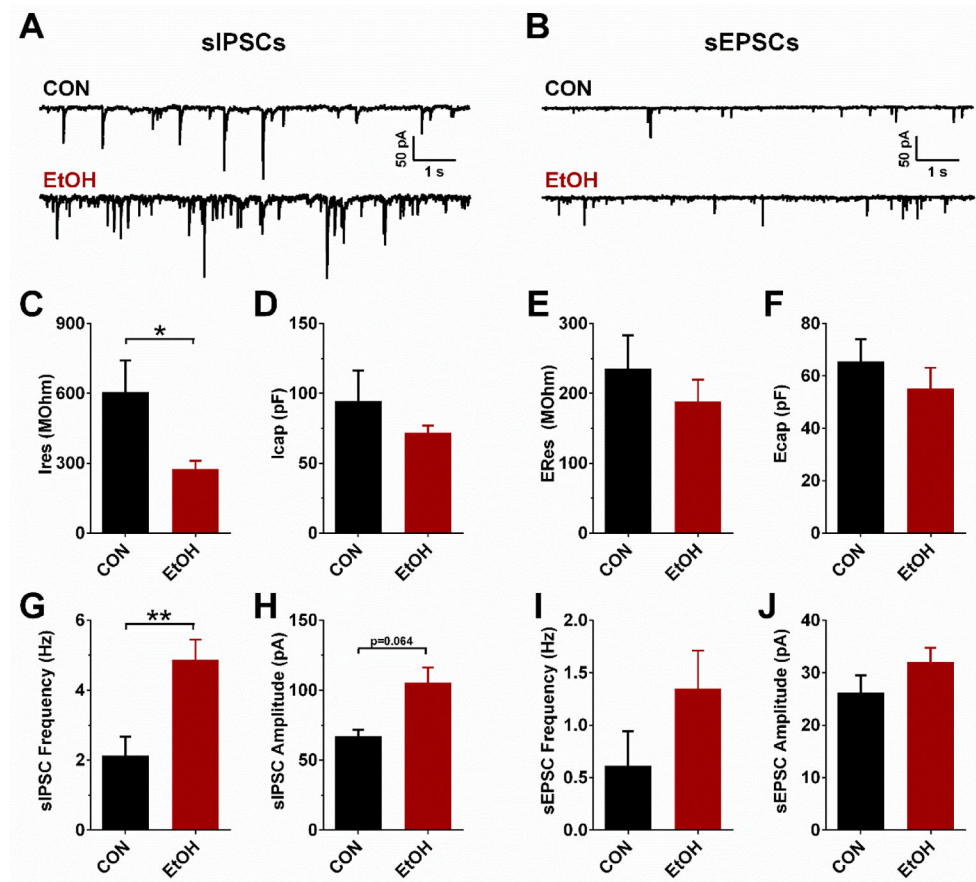 A
sIPSCs
CON
50 pA
1 s
EtOH
B
sEPSCs
CON
50 pA
1 s
EtOH
C
Ires (MOhm)
900
600
300
0
*
CON
EtOH
D
Icap (pF)
150
100
50
0
CON
EtOH
E
ERes (MOhm)
300
200
100
0
CON
EtOH
F
Ecap (pF)
80
60
40
20
0
CON
EtOH
G
sIPSC Frequency (Hz)
6
4
2
0
**
CON
EtOH
H
sIPSC Amplitude (pA)
150
100
50
0
p=0.064
CON
EtOH
I
sEPSC Frequency (Hz)
2.0
1.5
1.0
0.5
0.0
CON
EtOH
J
sEPSC Amplitude (pA)
40
30
20
10
0
CON
EtOH